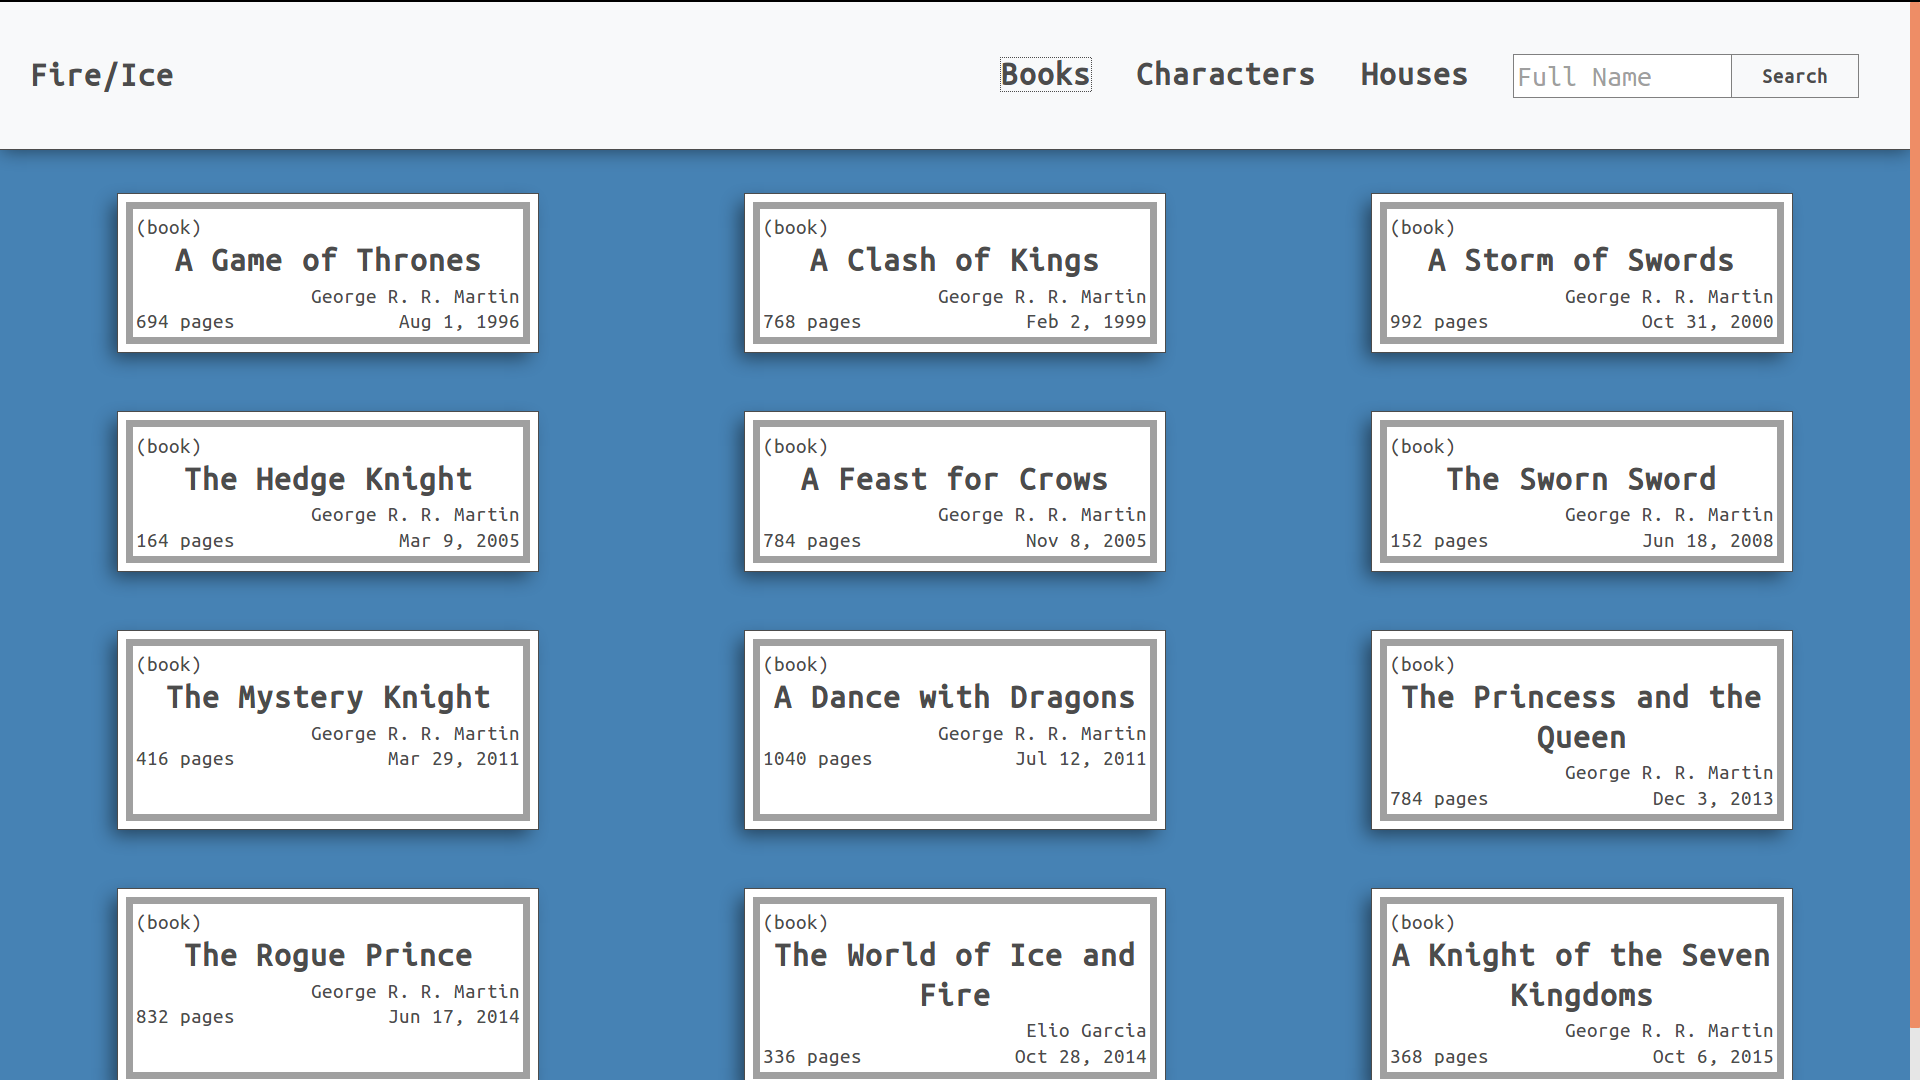 Fire/Ice
Books
Characters
Houses
Full Name
Search
(book)
A Game of Thrones
George R. R. Martin
694 pages Aug 1, 1996
(book)
A Clash of Kings
George R. R. Martin
768 pages Feb 2, 1999
(book)
A Storm of Swords
George R. R. Martin
992 pages Oct 31, 2000
(book)
The Hedge Knight
George R. R. Martin
164 pages Mar 9, 2005
(book)
A Feast for Crows
George R. R. Martin
784 pages Nov 8, 2005
(book)
The Sworn Sword
George R. R. Martin
152 pages Jun 18, 2008
(book)
The Mystery Knight
George R. R. Martin
416 pages Mar 29, 2011
(book)
A Dance with Dragons
George R. R. Martin
1040 pages Jul 12, 2011
(book)
The Princess and the
Queen
George R. R. Martin
784 pages Dec 3, 2013
(book)
The Rogue Prince
George R. R. Martin
832 pages Jun 17, 2014
(book)
The World of Ice and
Fire
Elio Garcia
336 pages Oct 28, 2014
(book)
A Knight of the Seven
Kingdoms
George R. R. Martin
368 pages Oct 6, 2015